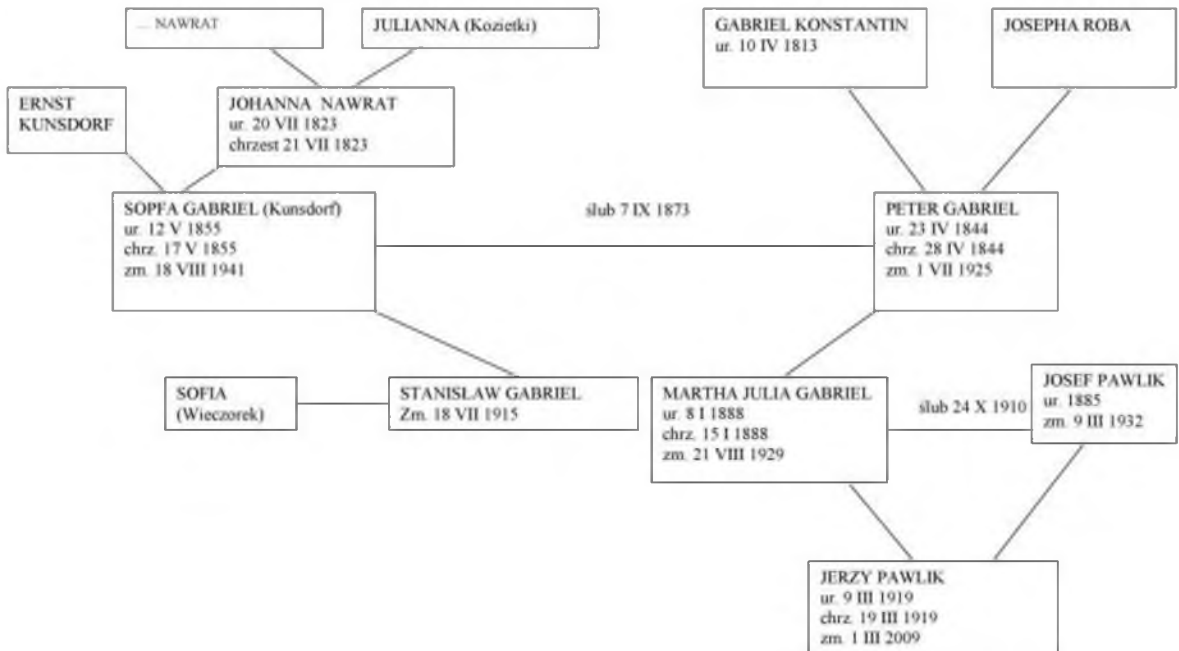 ... NAWRAT
JULIANNA (Kozietki)
GABRIEL KONSTANTIN
ur. 10 IV 1813
JOSEPHA ROBA
ERNST
KUNSDORF
JOHANNA NAWRAT
ur. 20 VII 1823
chrzest 21 VII 1823
SOPFA GABRIEL (Kunsdorf)
ur. 12 V 1855
chrz. 17 V 1855
zm. 18 VIII 1941
ślub 7 IX 1873
PETER GABRIEL
ur. 23 IV 1844
chrz. 28 IV 1844
zm. 1 VII 1925
SOFIA
(Wieczorek)
STANISLAW GABRIEL
Zm. 18 VII 1915
MARTHA JULIA GABRIEL
ur. 8 I 1888
chrz. 15 I 1888
zm. 21 VIII 1929
ślub 24 X 1910
JOSEF PAWLIK
ur. 1885
zm. 9 III 1932
JERZY PAWLIK
ur. 9 III 1919
chrz. 19 III 1919
zm. 1 III 2009